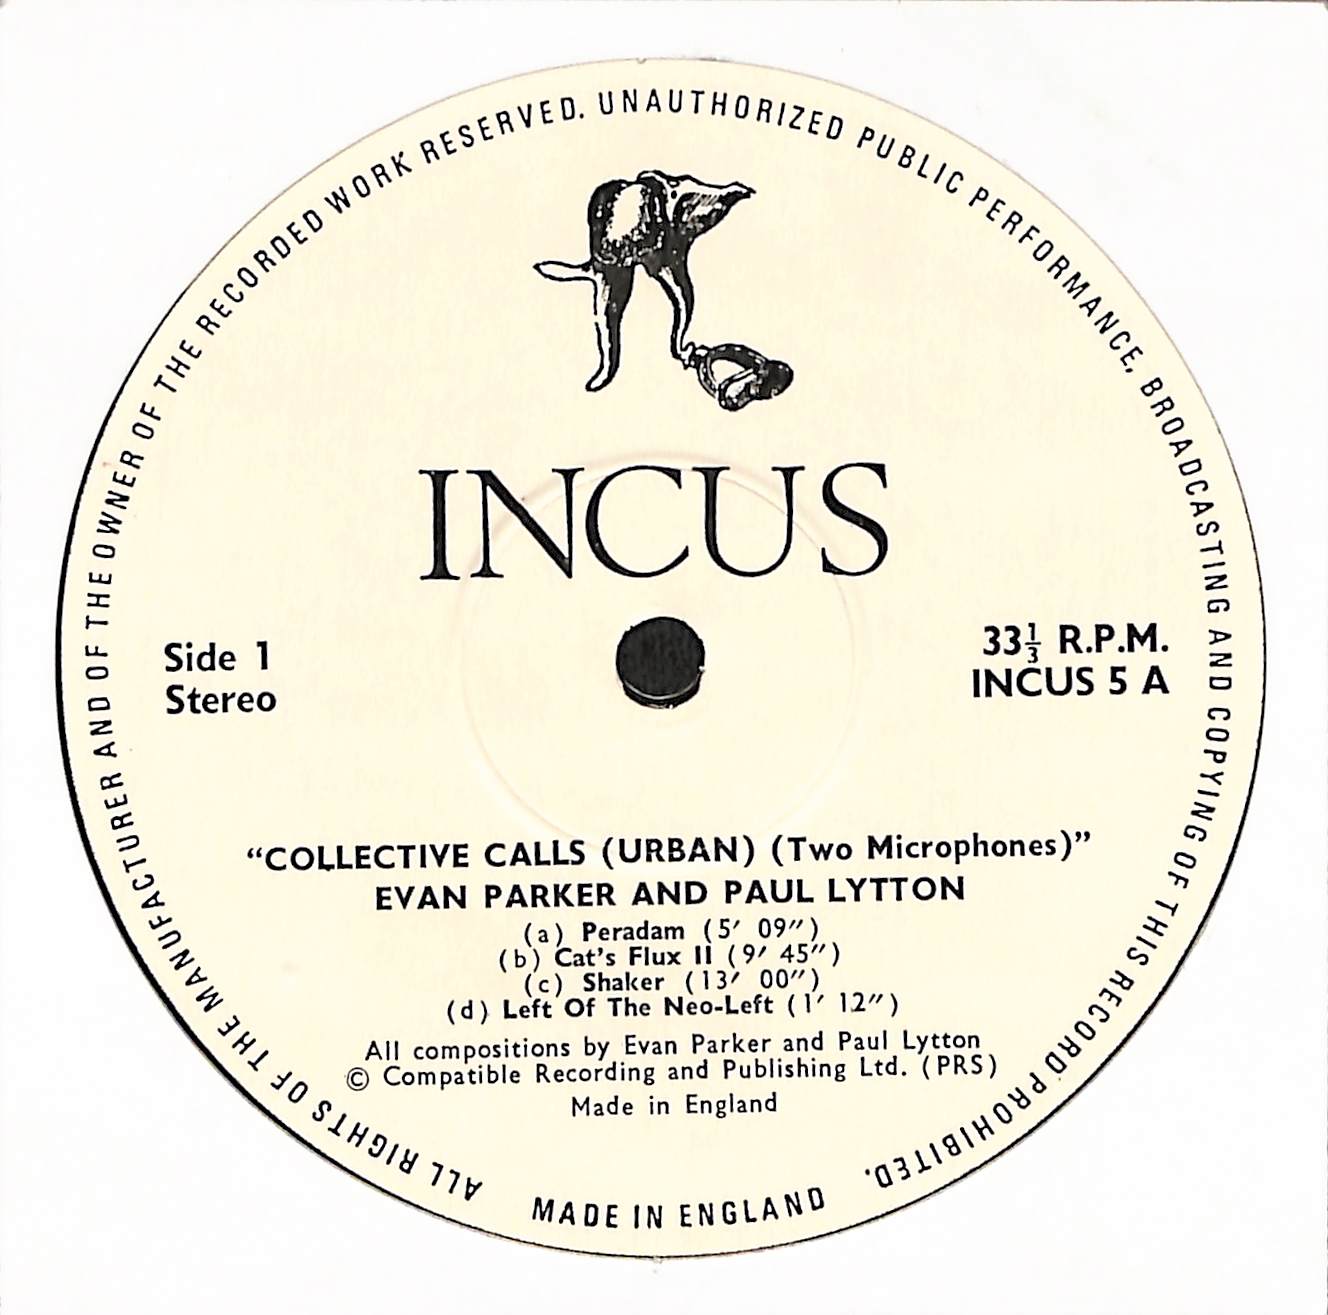 ALL RIGHTS OF THE MANUFACTURER AND OF THE OWNER OF THE RECORDED WORK RESERVED. UNAUTHORIZED PUBLIC PERFORMANCE, BROADCASTING AND COPYING OF THIS RECORD PROHIBITED.
INCUS
Side 1
Stereo
33⅓ R.P.M.
INCUS 5 A
“COLLECTIVE CALLS (URBAN) (Two Microphones)”
EVAN PARKER AND PAUL LYTTON
(a) Peradam (5′ 09″)
(b) Cat's Flux II (9′ 45″)
(c) Shaker (13′ 00″)
(d) Left Of The Neo-Left (1′ 12″)
All compositions by Evan Parker and Paul Lytton
© Compatible Recording and Publishing Ltd. (PRS)
Made in England
MADE IN ENGLAND